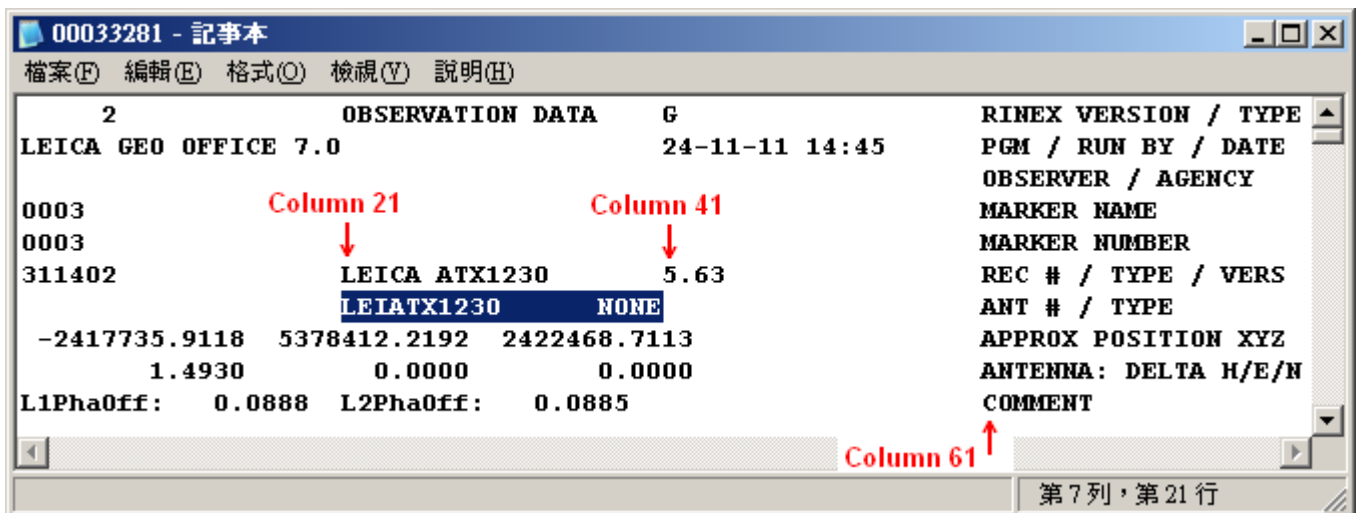 00033281 - 記事本
檔案(F) 編輯(E) 格式(O) 檢視(V) 説明(H)
2 OBSERVATION DATA G RINEX VERSION / TYPE
LEICA GEO OFFICE 7.0 24-11-11 14:45 PGM / RUN BY / DATE
OBSERVER / AGENCY
Column 21 Column 41
0003 MARKER NAME
0003 MARKER NUMBER
311402 LEICA ATX1230 5.63 REC # / TYPE / VERS
LEIATX1230 NONE ANT # / TYPE
-2417735.9118 5378412.2192 2422468.7113 APPROX POSITION XYZ
1.4930 0.0000 0.0000 ANTENNA: DELTA H/E/N
L1PhaOff: 0.0888 L2PhaOff: 0.0885 COMMENT
Column 61
第 7 列，第 21 行